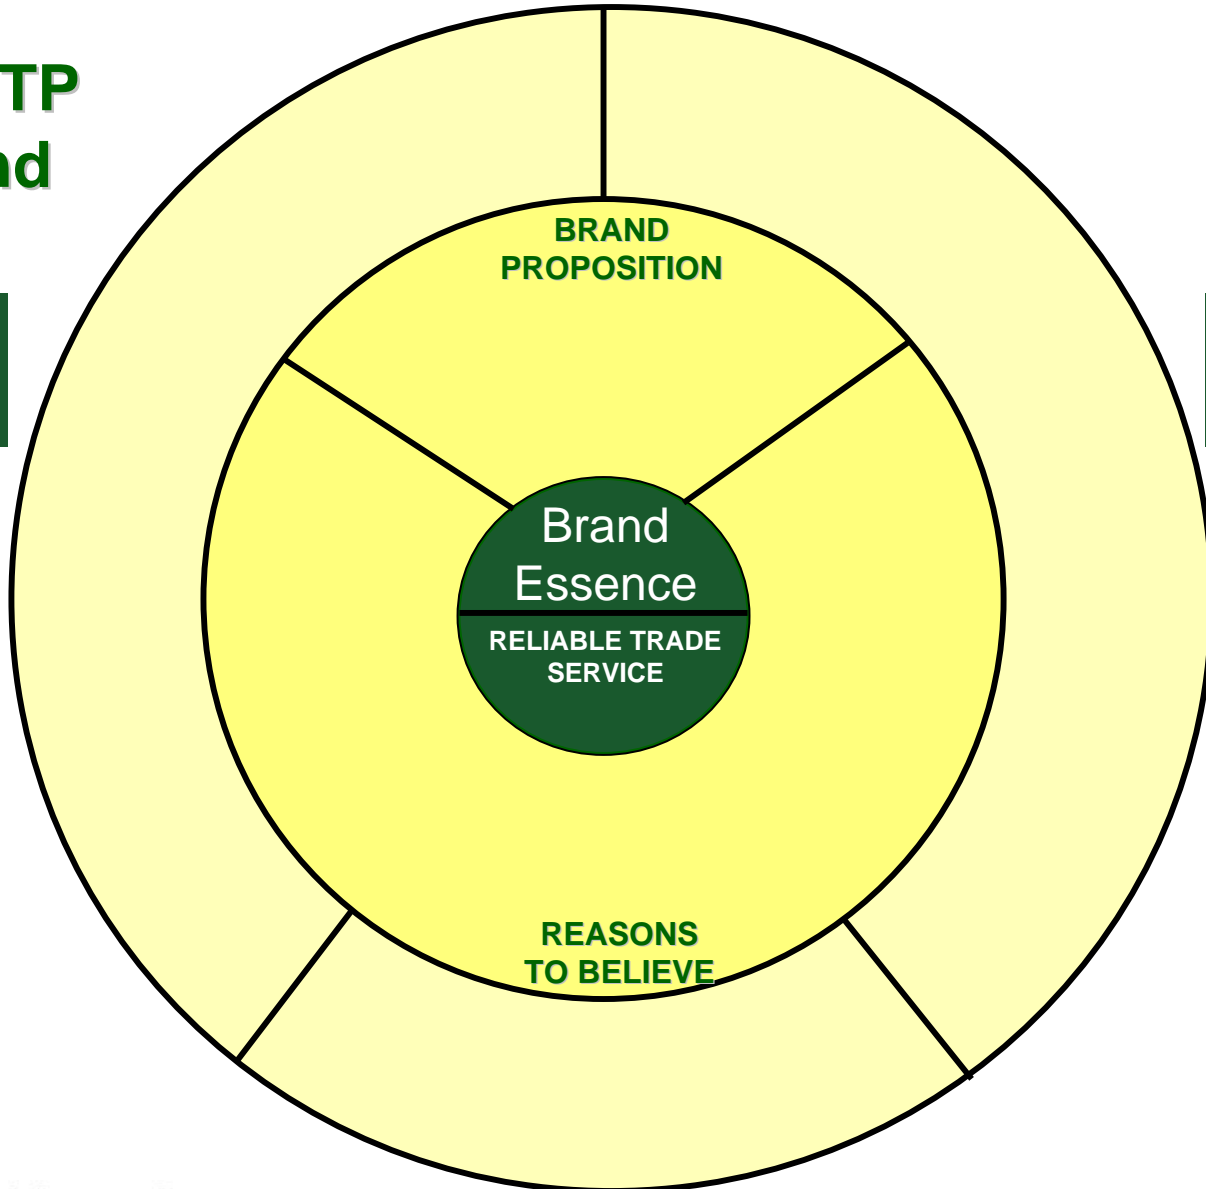 TP
nd
BRAND
PROPOSITION
Brand
Essence
RELIABLE TRADE
SERVICE
REASONS
TO BELIEVE